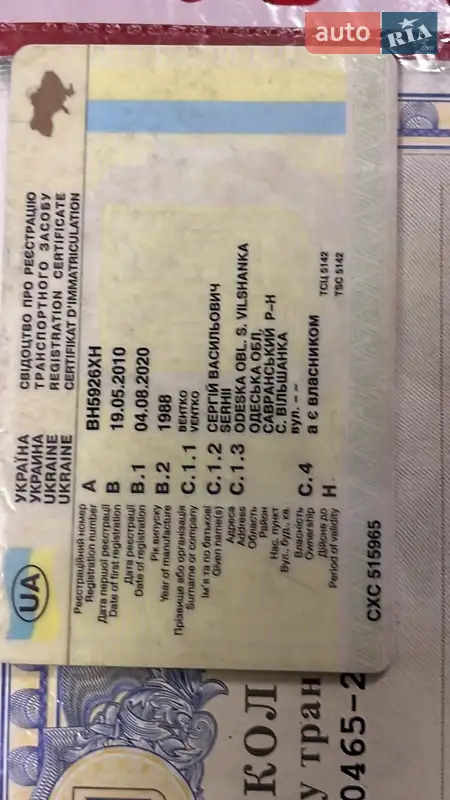 auto RIA.com
UA
УКРАЇНА
УКРАИНА
UKRAINE
UKRAINE
СВІДОЦТВО ПРО РЕЄСТРАЦІЮ
ТРАНСПОРТНОГО ЗАСОБУ
REGISTRATION CERTIFICATE
CERTIFIKAT D'IMMATRICULATION
Реєстраційний номер A BH5926XH
Registration number
Дата першої реєстрації B 19.05.2010
Date of first registration
Дата реєстрації B.1 04.08.2020
Date of registration
Рік випуску B.2 1988
Year of manufacture
Прізвище або організація C.1.1 ВЕНТКО
Surname or company VENTKO
Ім'я та по батькові C.1.2 СЕРГІЙ ВАСИЛЬОВИЧ
Given name(s) SERHII
Адреса C.1.3 ODESKA OBL. S. VILSHANKA
Address ОДЕСЬКА ОБЛ,
Область САВРАНСЬКИЙ Р-Н
Район С. ВІЛЬШАНКА
Нас. пункт
Вул., буд., кв. вул. - -
Власність C.4 а є власником
Ownership
Дійсне до H
Period of validity
ТСЦ 5142
TSC 5142
СХС 515965
КОЛ
у тран
0465-2